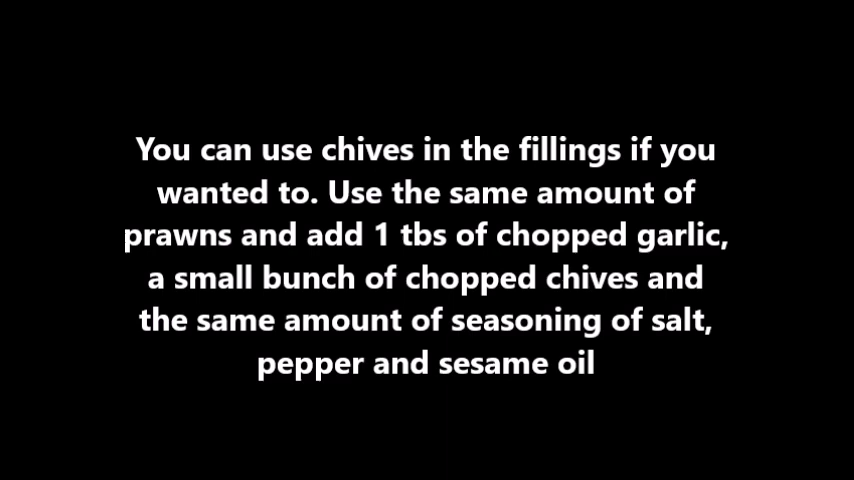 You can use chives in the fillings if you
wanted to. Use the same amount of
prawns and add 1 tbs of chopped garlic,
a small bunch of chopped chives and
the same amount of seasoning of salt,
pepper and sesame oil